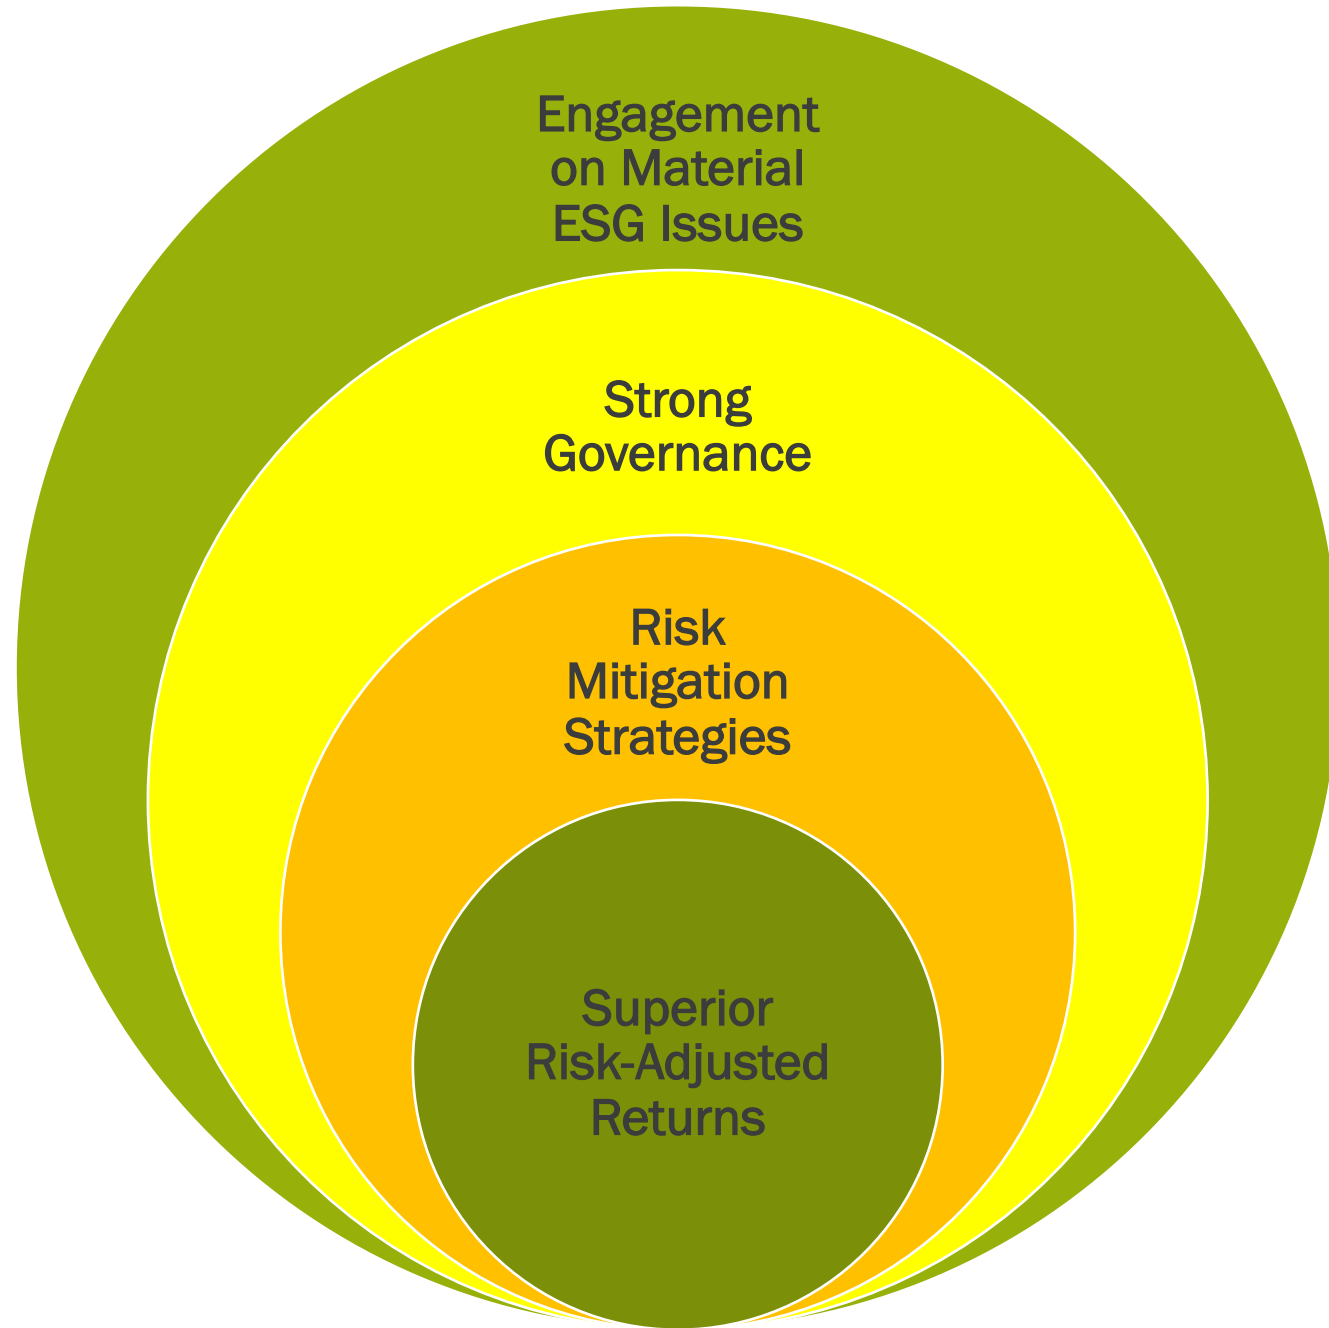 Engagement
on Material
ESG Issues
Strong
Governance
Risk
Mitigation
Strategies
Superior
Risk-Adjusted
Returns